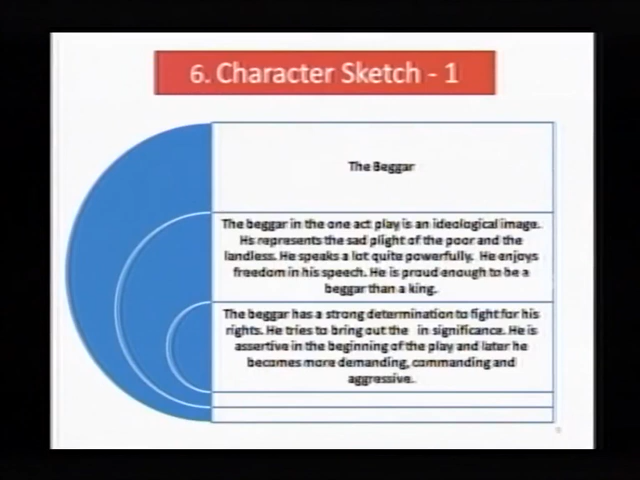 6. Character Sketch - 1
The Beggar
The beggar in the one act play is an ideological image.
Hs represents the sad plight of the poor and the
landless. He speaks a lot quite powerfully. He enjoys
freedom in his speech. He is proud enough to be a
beggar than a king.
The beggar has a strong determination to fight for his
rights. He tries to bring out the in significance. He is
assertive in the beginning of the play and later he
becomes more demanding, commanding and
aggressive.